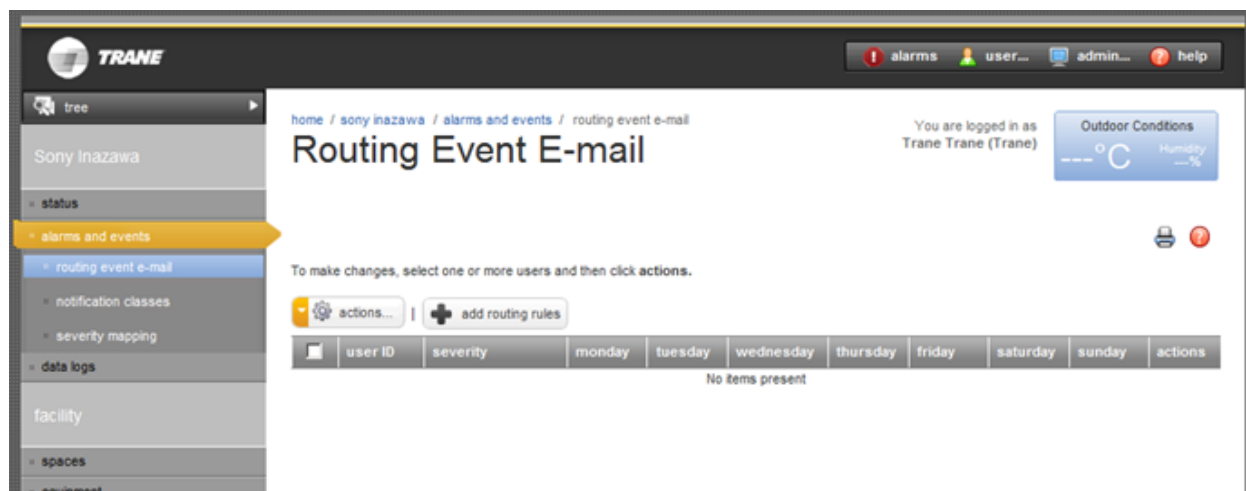 TRANE
alarms user... admin... help
tree
Sony Inazawa
status
alarms and events
routing event e-mail
notification classes
severity mapping
data logs
facility
spaces
equipment
home / sony inazawa / alarms and events / routing event e-mail
Routing Event E-mail
You are logged in as
Trane Trane (Trane)
Outdoor Conditions
---°C
Humidity
---%
To make changes, select one or more users and then click actions.
actions... | add routing rules
user ID severity monday tuesday wednesday thursday friday saturday sunday actions
No items present